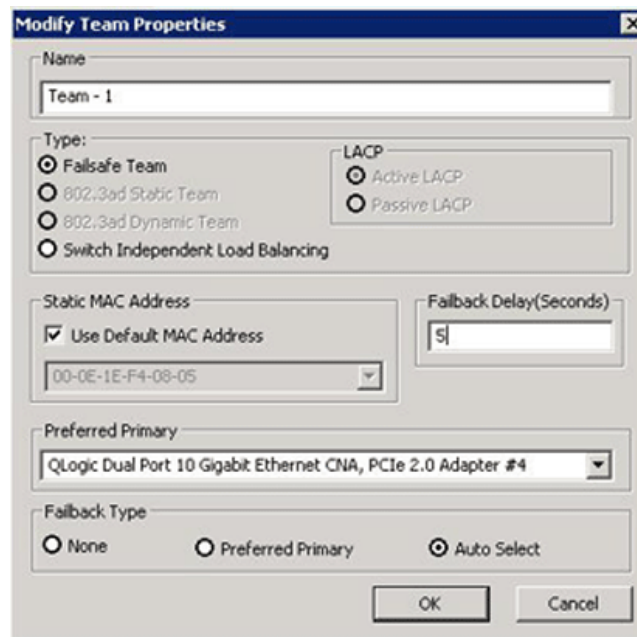 Modify Team Properties
Name
Team - 1
Type:
Failsafe Team
802.3ad Static Team
802.3ad Dynamic Team
Switch Independent Load Balancing
LACP
Active LACP
Passive LACP
Static MAC Address
Use Default MAC Address
00-0E-1E-F4-08-05
Failback Delay(Seconds)
5
Preferred Primary
QLogic Dual Port 10 Gigabit Ethernet CNA, PCIe 2.0 Adapter #4
Failback Type
None
Preferred Primary
Auto Select
OK
Cancel